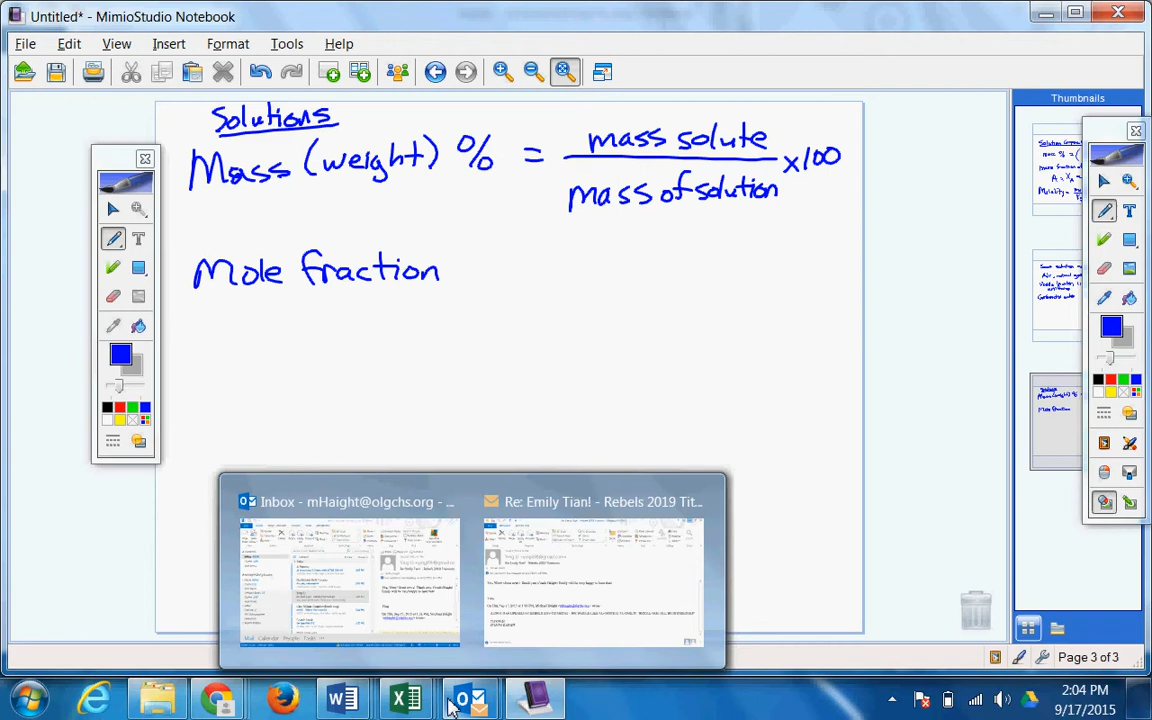 Untitled* - MimioStudio Notebook
File Edit View Insert Format Tools Help
Solutions
Mass (weight) % = mass solute
mass of solution
x100
Mole fraction
Thumbnails
Inbox - mHaight@olgchs.org - ...
Re: Emily Tian! - Rebels 2019 Tit...
Page 3 of 3
2:04 PM
9/17/2015